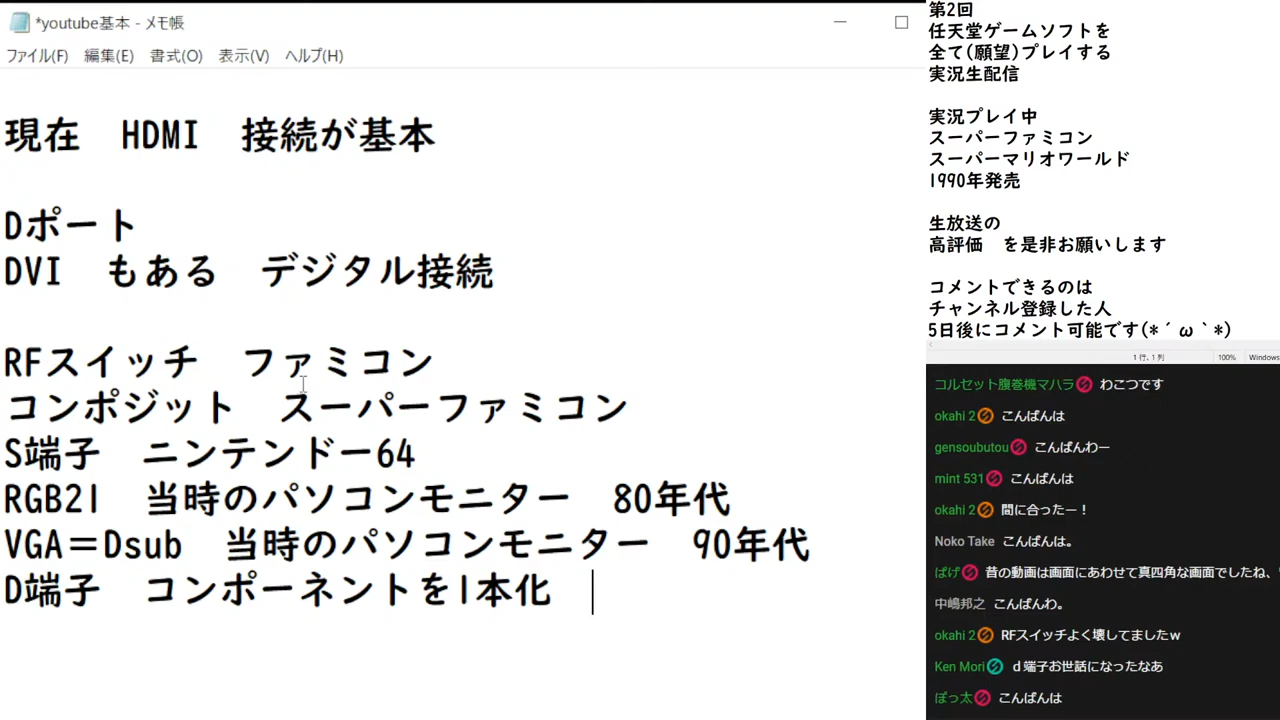 *youtube基本 - メモ帳
ファイル(F) 編集(E) 書式(O) 表示(V) ヘルプ(H)
現在　HDMI　接続が基本
Dポート
DVI　もある　デジタル接続
RFスイッチ　ファミコン
コンポジット　スーパーファミコン
S端子　ニンテンドー64
RGB21　当時のパソコンモニター　80年代
VGA＝Dsub　当時のパソコンモニター　90年代
D端子　コンポーネントを1本化
第2回
任天堂ゲームソフトを
全て(願望)プレイする
実況生配信
実況プレイ中
スーパーファミコン
スーパーマリオワールド
1990年発売
生放送の
高評価　を是非お願いします
コメントできるのは
チャンネル登録した人
5日後にコメント可能です(*´ω`*)
1 行、1 列 100% Windows
コルセット腹巻機マハラ わこつです
okahi 2 こんばんは
gensoubutou こんばんわー
mint 531 こんばんは
okahi 2 間に合ったー！
Noko Take こんばんは。
ぱげ 昔の動画は画面にあわせて真四角な画面でしたね、
中嶋邦之 こんばんわ。
okahi 2 RFスイッチよく壊してましたｗ
Ken Mori ｄ端子お世話になったなあ
ぽっ太 こんばんは